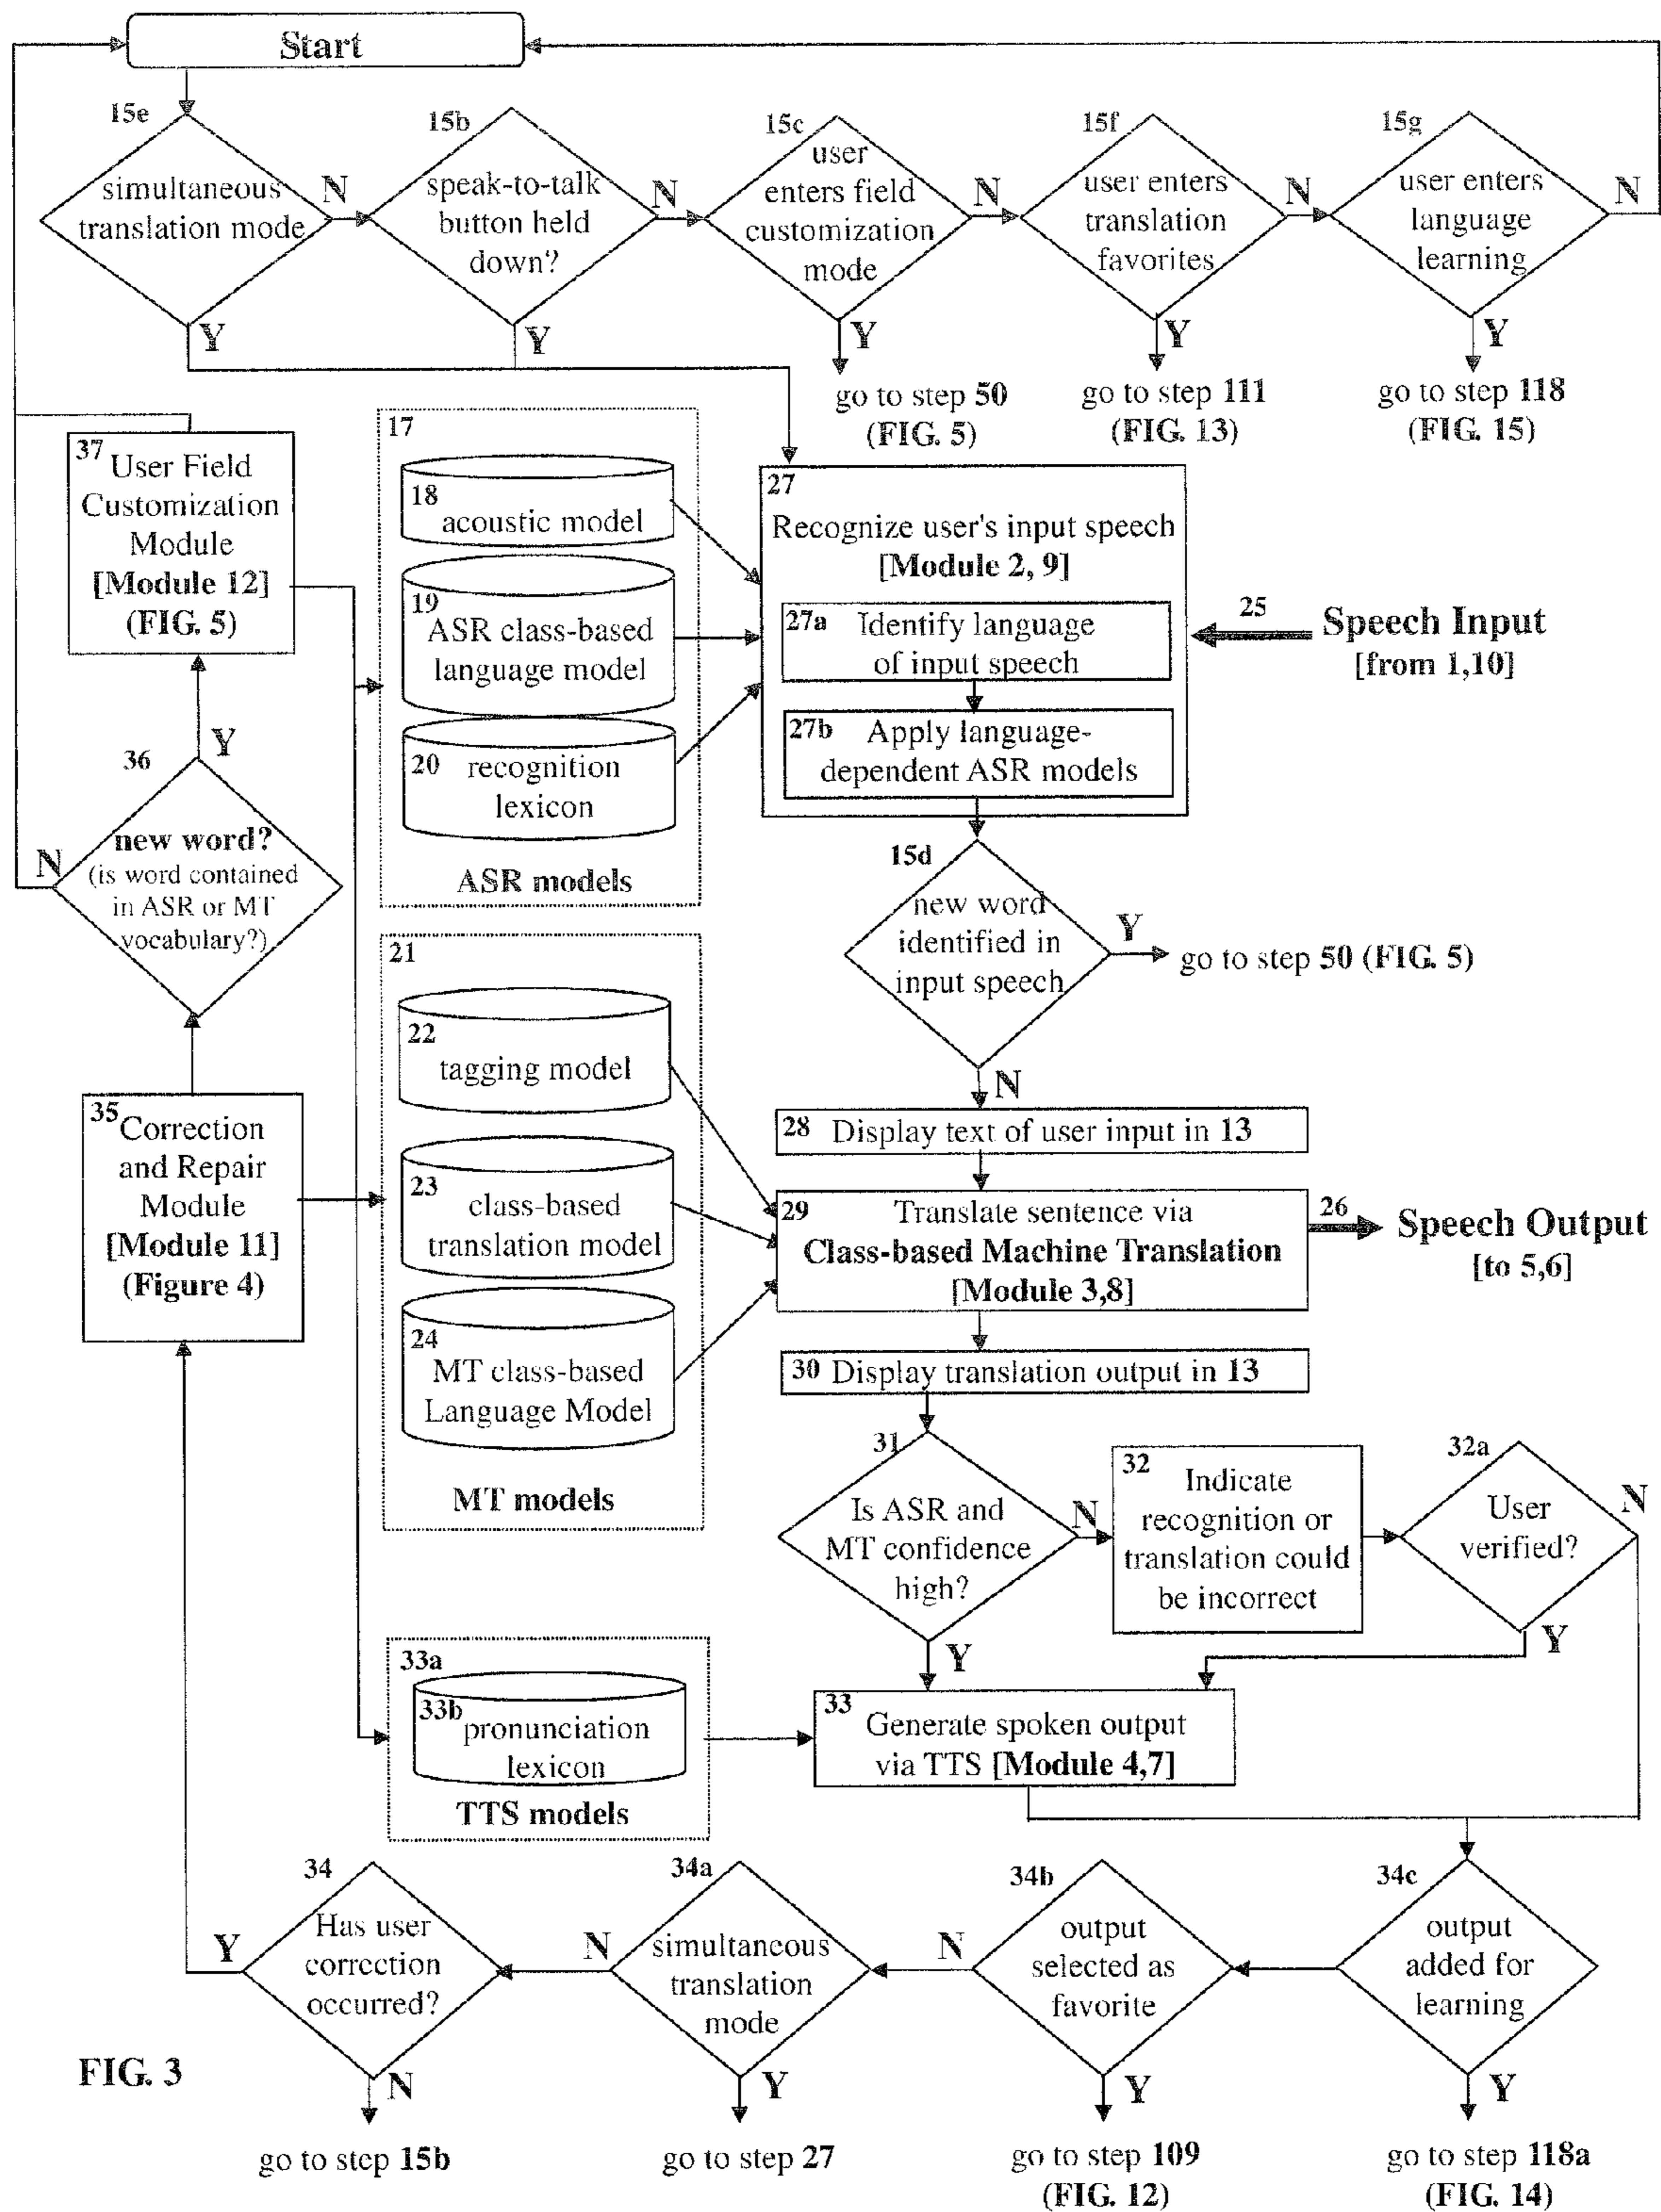 Start
15e
simultaneous
translation mode
N
Y
15b
speak-to-talk
button held
down?
N
Y
15c
user
enters field
customization
mode
N
Y
go to step 50
(FIG. 5)
15f
user enters
translation
favorites
N
Y
go to step 111
(FIG. 13)
15g
user enters
language
learning
N
Y
go to step 118
(FIG. 15)
37
User Field
Customization
Module
[Module 12]
(FIG. 5)
Y
36
new word?
(is word contained
in ASR or MT
vocabulary?)
N
35
Correction
and Repair
Module
[Module 11]
(Figure 4)
17
18
acoustic model
19
ASR class-based
language model
20
recognition
lexicon
ASR models
27
Recognize user's input speech
[Module 2, 9]
27a
Identify language
of input speech
27b
Apply language-
dependent ASR models
25
Speech Input
[from 1,10]
15d
new word
identified in
input speech
Y
go to step 50 (FIG. 5)
N
21
22
tagging model
23
class-based
translation model
24
MT class-based
Language Model
MT models
28 Display text of user input in 13
29
Translate sentence via
Class-based Machine Translation
[Module 3,8]
26
Speech Output
[to 5,6]
30 Display translation output in 13
31
Is ASR and
MT confidence
high?
N
Y
32
Indicate
recognition or
translation could
be incorrect
32a
User
verified?
N
Y
33a
33b
pronunciation
lexicon
TTS models
33
Generate spoken output
via TTS [Module 4,7]
34
Has user
correction
occurred?
Y
N
go to step 15b
34a
simultaneous
translation
mode
N
Y
go to step 27
34b
output
selected as
favorite
N
Y
go to step 109
(FIG. 12)
34c
output
added for
learning
Y
go to step 118a
(FIG. 14)
FIG. 3